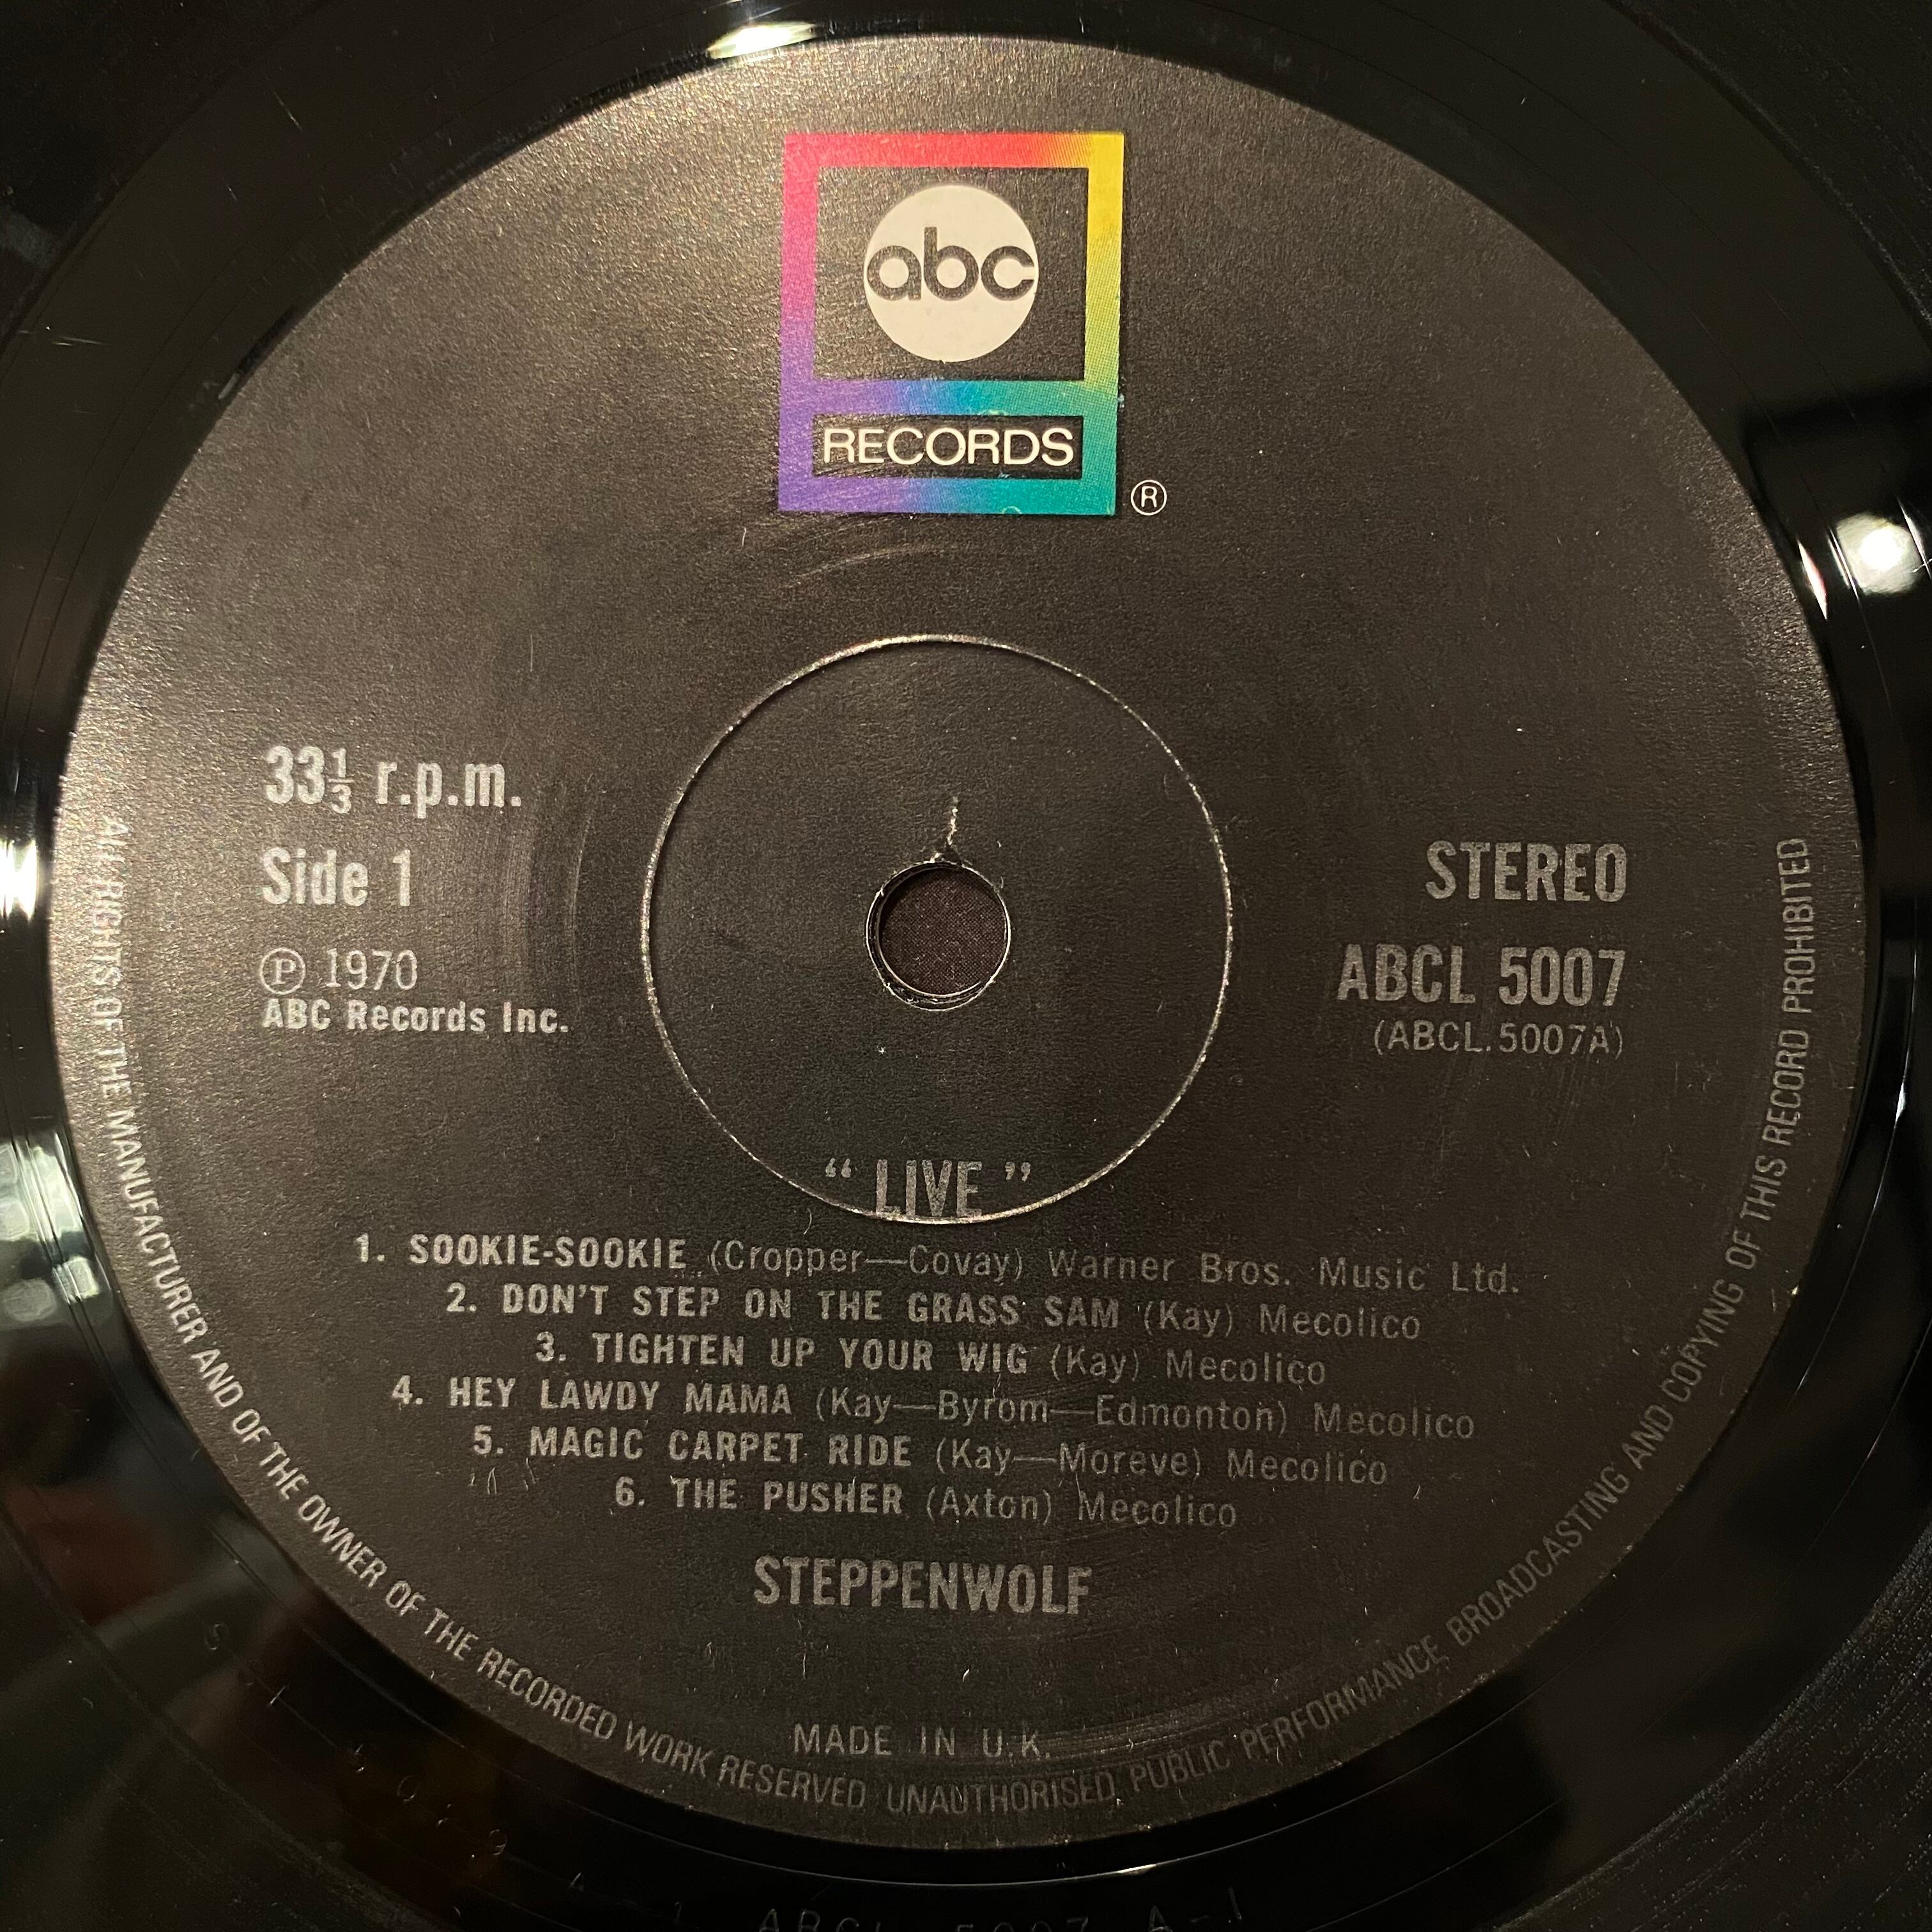 abc
RECORDS
®
33⅓ r.p.m.
Side 1
Ⓟ 1970
ABC Records Inc.
STEREO
ABCL 5007
(ABCL.5007A)
“ LIVE ”
1. SOOKIE-SOOKIE (Cropper—Covay) Warner Bros. Music Ltd.
2. DON'T STEP ON THE GRASS SAM (Kay) Mecolico
3. TIGHTEN UP YOUR WIG (Kay) Mecolico
4. HEY LAWDY MAMA (Kay—Byrom—Edmonton) Mecolico
5. MAGIC CARPET RIDE (Kay—Moreve) Mecolico
6. THE PUSHER (Axton) Mecolico
STEPPENWOLF
MADE IN U.K.
ALL RIGHTS OF THE MANUFACTURER AND OF THE OWNER OF THE RECORDED WORK RESERVED UNAUTHORISED PUBLIC PERFORMANCE BROADCASTING AND COPYING OF THIS RECORD PROHIBITED
ABCL 5007 A-1